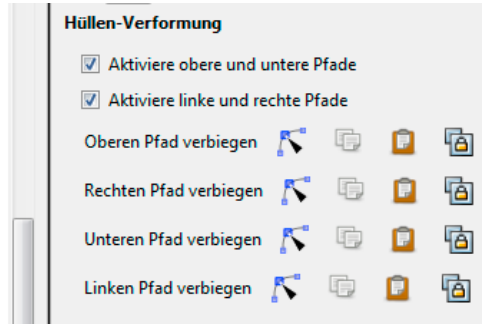 Hüllen-Verformung
Aktiviere obere und untere Pfade
Aktiviere linke und rechte Pfade
Oberen Pfad verbiegen
Rechten Pfad verbiegen
Unteren Pfad verbiegen
Linken Pfad verbiegen